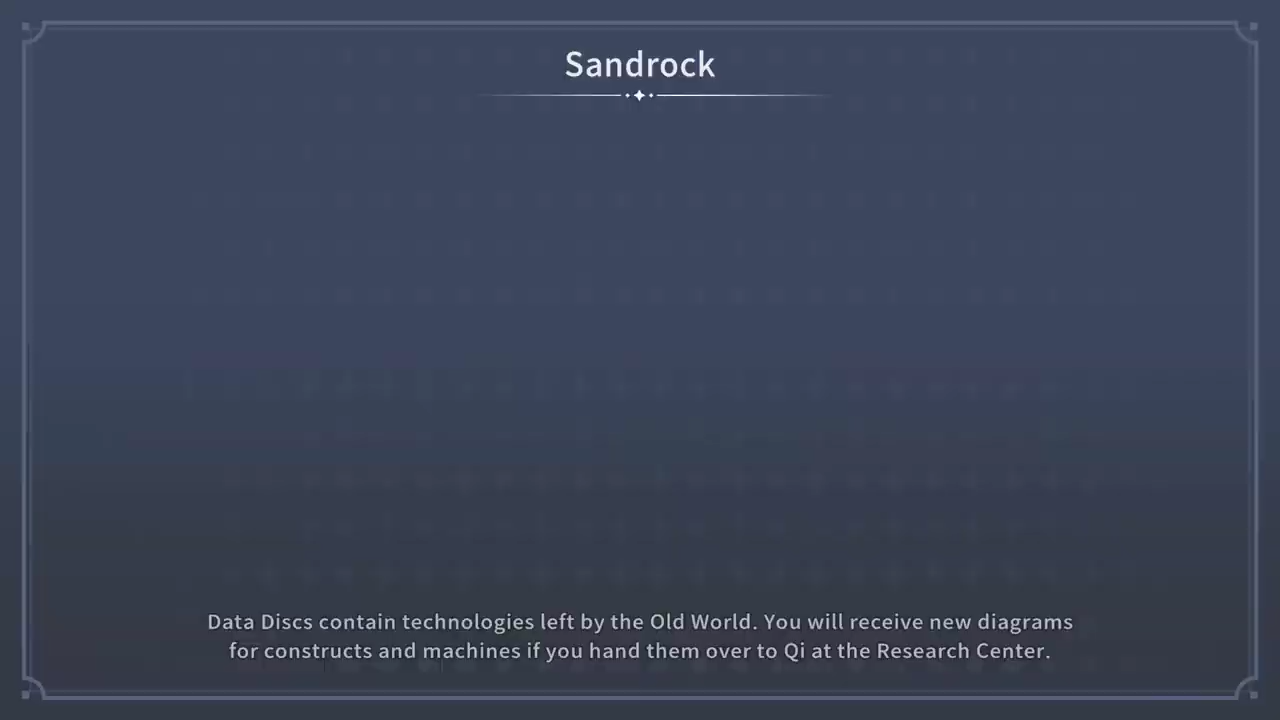 Sandrock
Data Discs contain technologies left by the Old World. You will receive new diagrams
for constructs and machines if you hand them over to Qi at the Research Center.